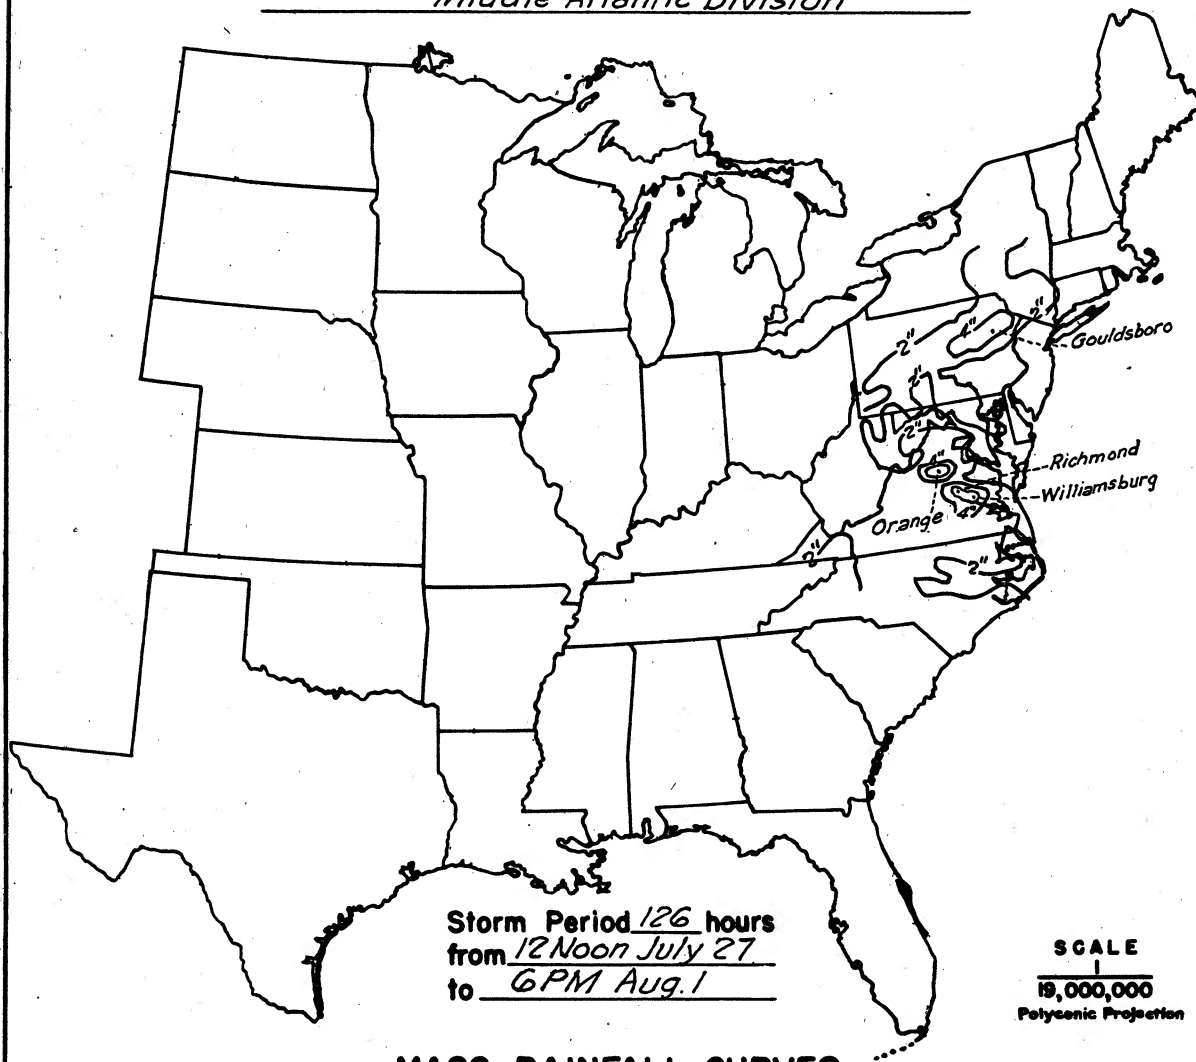 Middle Atlantic Division
2"
4"
2"
Gouldsboro
2"
2"
4"
Richmond
Williamsburg
Orange
4"
2"
2"
2"
Storm Period 126 hours
from 12 Noon July 27
to 6PM Aug. 1
SCALE
1
19,000,000
Polyconic Projection
MASS RAINFALL CURVES